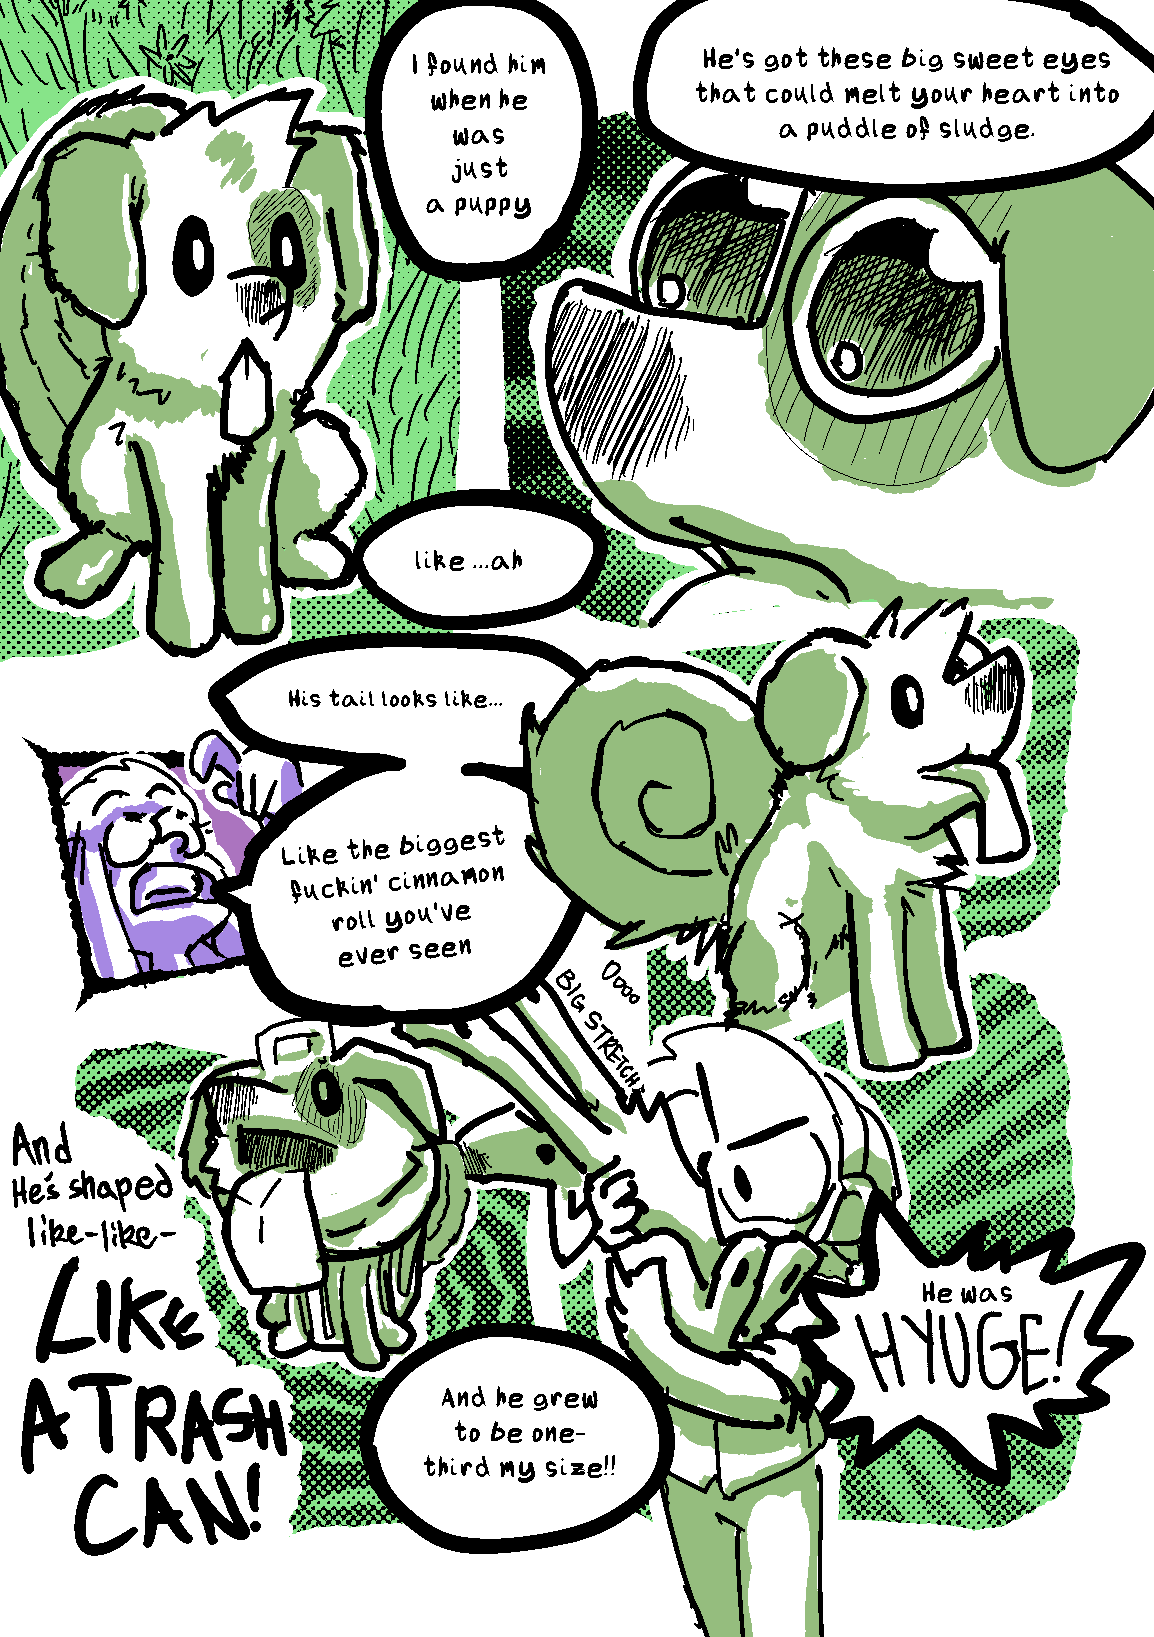 I found him
when he
was
just
a puppy
He's got these big sweet eyes
that could melt your heart into
a puddle of sludge.
like ...ah
His tail looks like...
Like the biggest
fuckin' cinnamon
roll you've
ever seen
Oooo
BIG STRETCH
And
He's shaped
like-like-
LIKE
A TRASH
CAN!
And he grew
to be one-
third my size!!
He was
HYUGE!